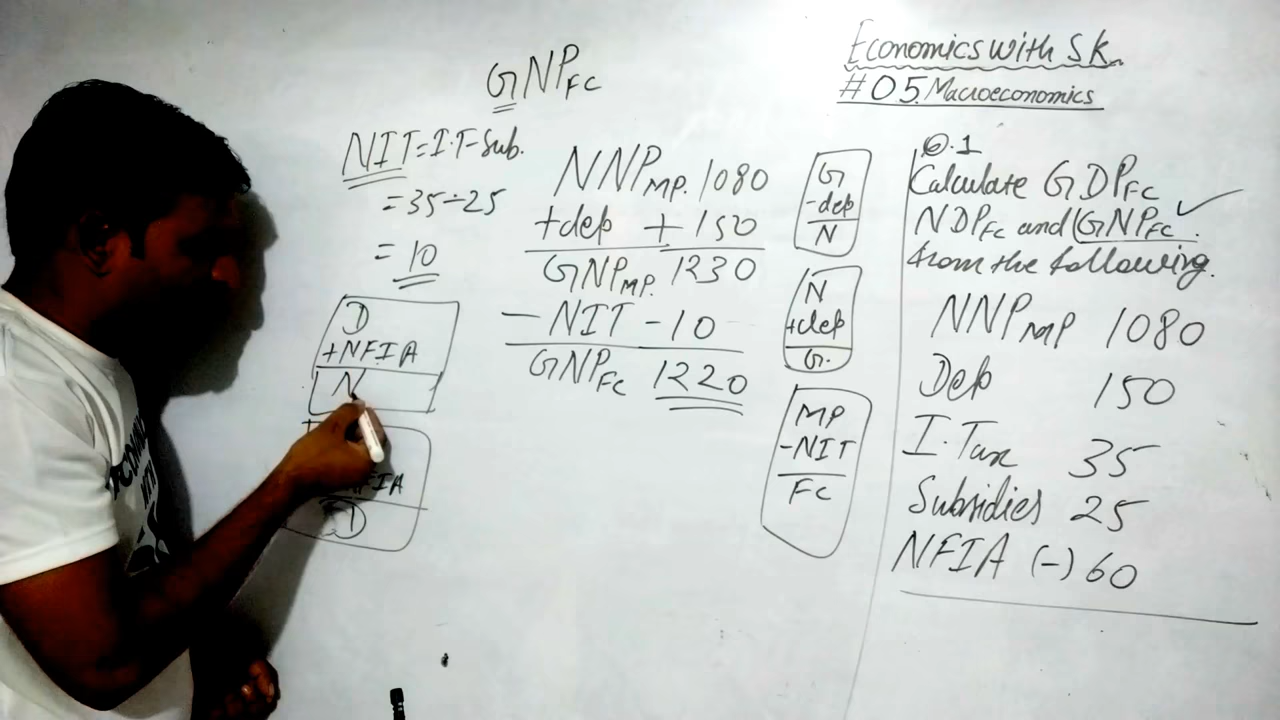 Economics with S.K.
#05. Macroeconomics
GNPFC
NIT=I.T-Sub.
=35-25
=10
D
+NFIA
N
D
NNPMP. 1080
+dep +150
GNPMP. 1230
-NIT -10
GNPFC 1220
G
-dep
N
N
+dep
G.
MP
-NIT
FC
Q.1
Calculate GDPFC
NDPFC and GNPFC.
from the following.
NNPMP 1080
Dep 150
I.Tax 35
Subsidies 25
NFIA (-) 60